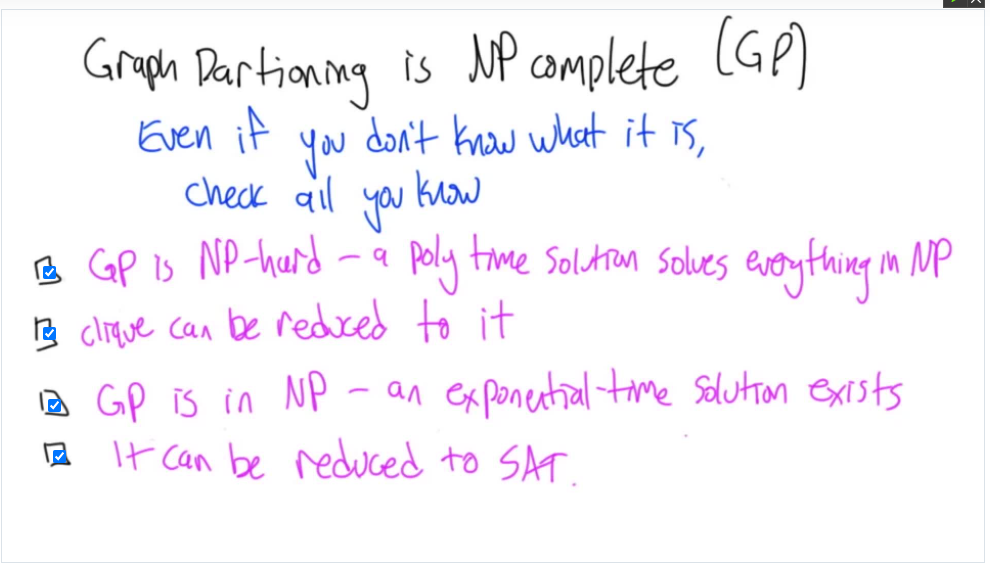 Graph Partioning is NP complete (GP)
Even if you don't know what it is,
check all you know
GP is NP-hard – a poly time solution solves everything in NP
clique can be reduced to it
GP is in NP – an exponential-time solution exists
It can be reduced to SAT.